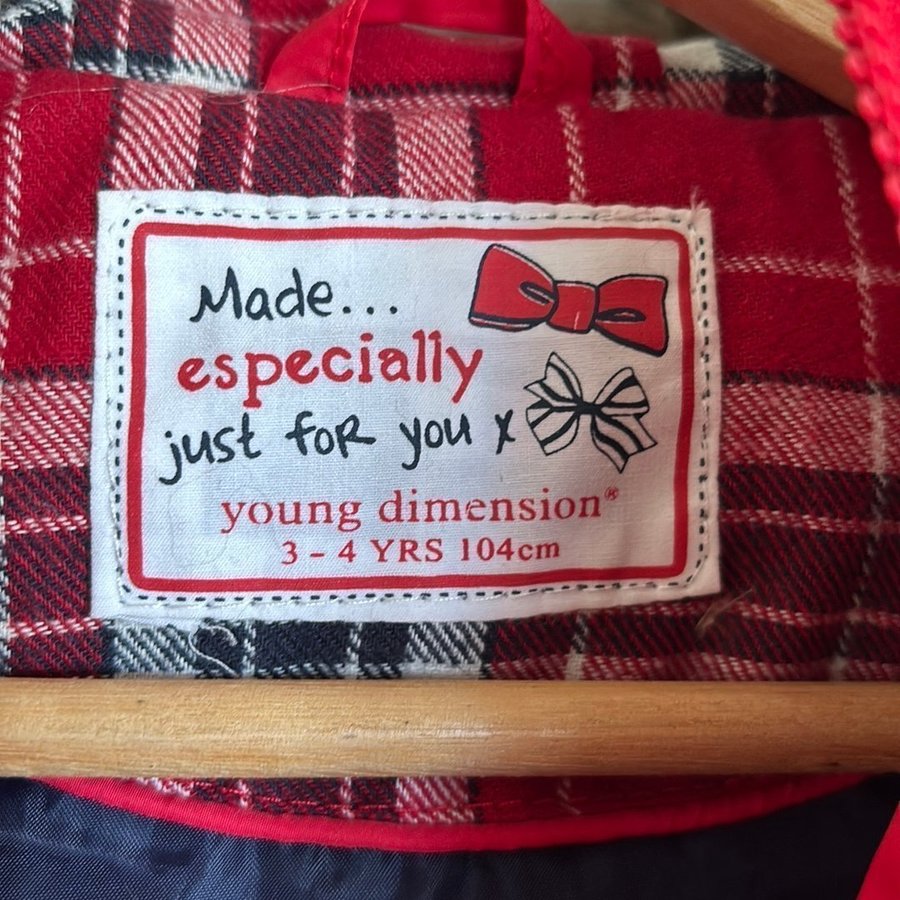 Made...
especially
just foR you x
young dimension®
3 - 4 YRS 104cm